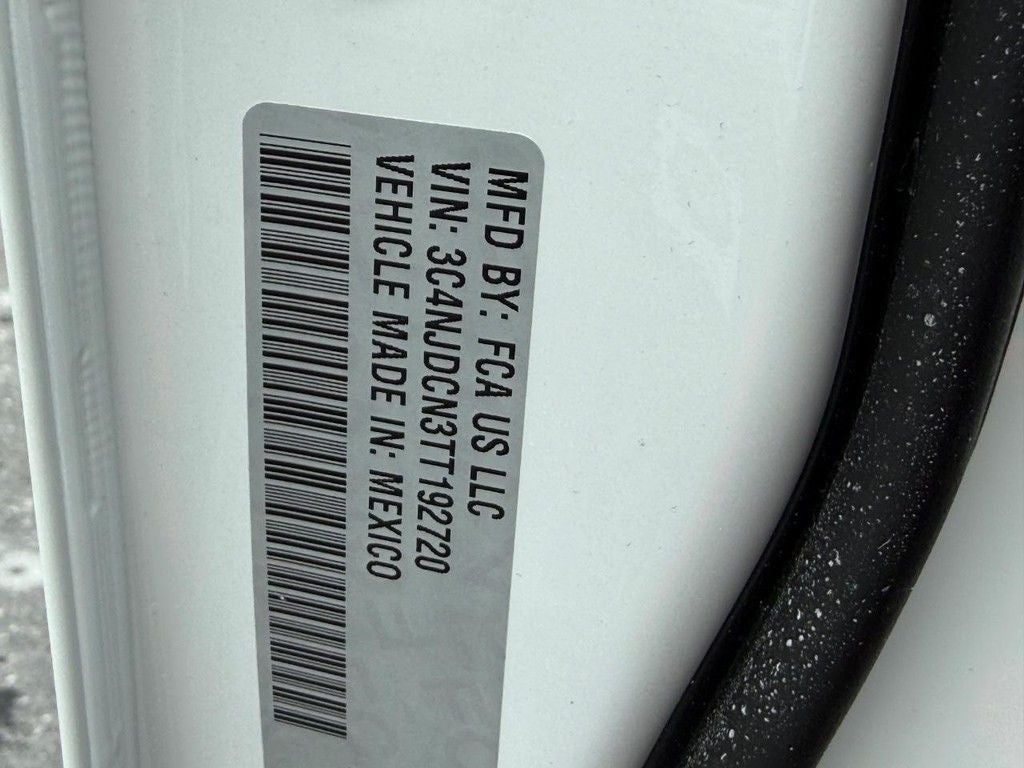 MFD BY: FCA US LLC
VIN: 3C4NJDCN3TT192720
VEHICLE MADE IN: MEXICO